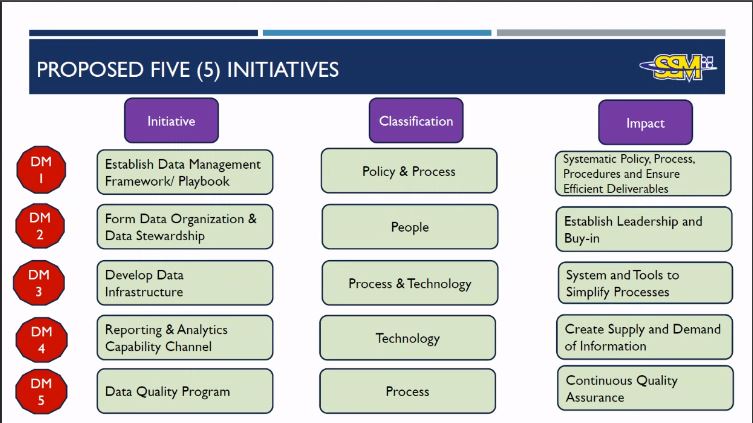 PROPOSED FIVE (5) INITIATIVES
SSM
Initiative
Classification
Impact
DM
1
Establish Data Management
Framework/ Playbook
Policy & Process
Systematic Policy, Process,
Procedures and Ensure
Efficient Deliverables
DM
2
Form Data Organization &
Data Stewardship
People
Establish Leadership and
Buy-in
DM
3
Develop Data
Infrastructure
Process & Technology
System and Tools to
Simplify Processes
DM
4
Reporting & Analytics
Capability Channel
Technology
Create Supply and Demand
of Information
DM
5
Data Quality Program
Process
Continuous Quality
Assurance